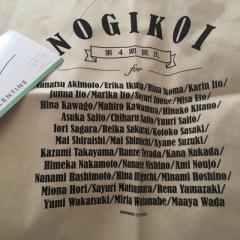 NOGIKOI
第4期彼氏
for
Manatsu Akimoto/Erika Ikuta/Rina Ikoma/Karin Ito/
Junna Ito/Marika Ito/Sayuri Inoue/Misa Eto/
Hina Kawago/Mahiro Kawamura/Hinako Kitano/
Asuka Saito/Chiharu Saito/Yuuri Saito/
Iori Sagara/Reika Sakurai/Kotoko Sasaki/
Mai Shiraishi/Mai Shinuchi/Ayane Suzuki/
Kazumi Takayama/Ranze Terada/Kana Nakada/
Himeka Nakamoto/Nanase Nishino/Ami Noujo/
Nanami Hashimoto/Hina Higuchi/Minami Hoshino/
Miona Hori/Sayuri Matsumura/Rena Yamazaki/
Yumi Wakatsuki/Miria Watanabe/Maaya Wada
LENTINE